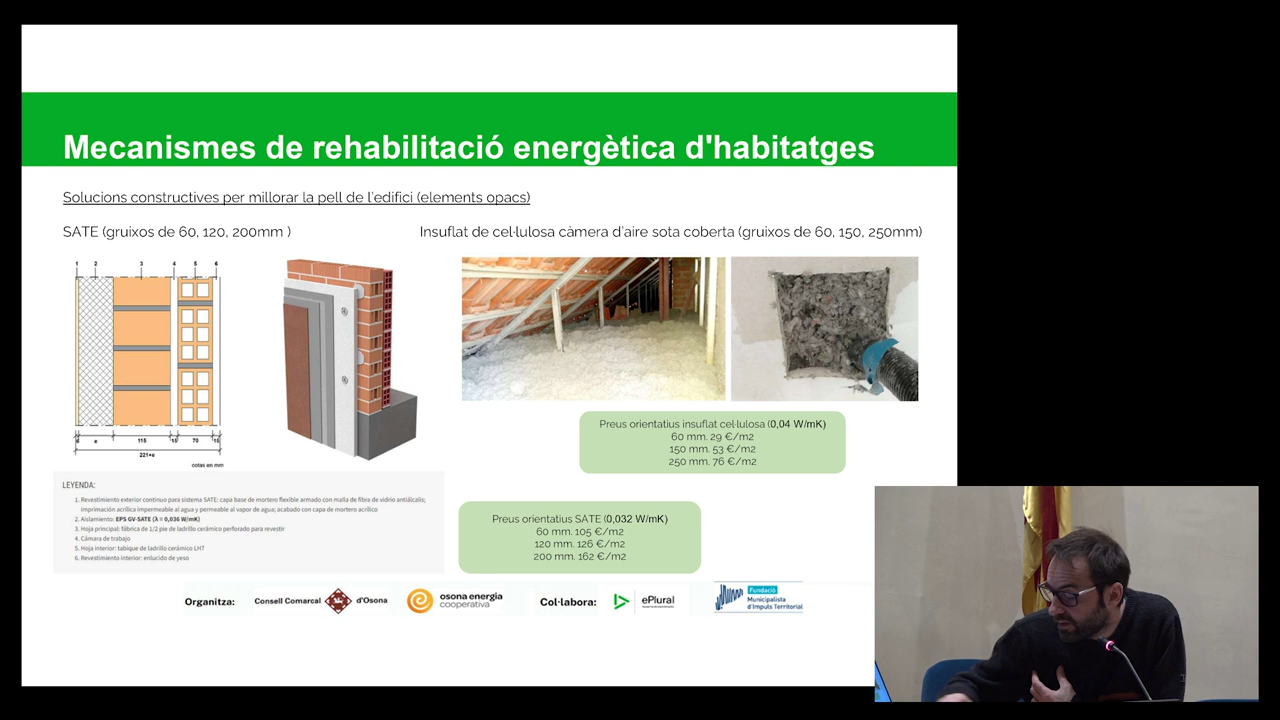 Mecanismes de rehabilitació energètica d'habitatges
Solucions constructives per millorar la pell de l'edifici (elements opacs)
SATE (gruixos de 60, 120, 200mm )
Insuflat de cel·lulosa càmera d'aire sota coberta (gruixos de 60, 150, 250mm)
1 2 3 4 5 6
e 115 15 70 15
221+e
cotas en mm
LEYENDA:
1. Revestimiento exterior continuo para sistema SATE: capa base de mortero flexible armado con malla de fibra de vidrio antiálcalis;
imprimación acrílica impermeable al agua y permeable al vapor de agua; acabado con capa de mortero acrílico
2. Aislamiento: EPS GV-SATE (λ = 0,036 W/mK)
3. Hoja principal: fábrica de 1/2 pie de ladrillo cerámico perforado para revestir
4. Cámara de trabajo
5. Hoja interior: tabique de ladrillo cerámico LH7
6. Revestimiento interior: enlucido de yeso
Preus orientatius insuflat cel·lulosa (0,04 W/mK)
60 mm. 29 €/m2
150 mm. 53 €/m2
250 mm. 76 €/m2
Preus orientatius SATE (0,032 W/mK)
60 mm. 105 €/m2
120 mm. 126 €/m2
200 mm. 162 €/m2
Organitza:
Consell Comarcal d'Osona
osona energia
cooperativa
Col·labora:
ePlural
Fundació
Municipalista
d'Impuls Territorial